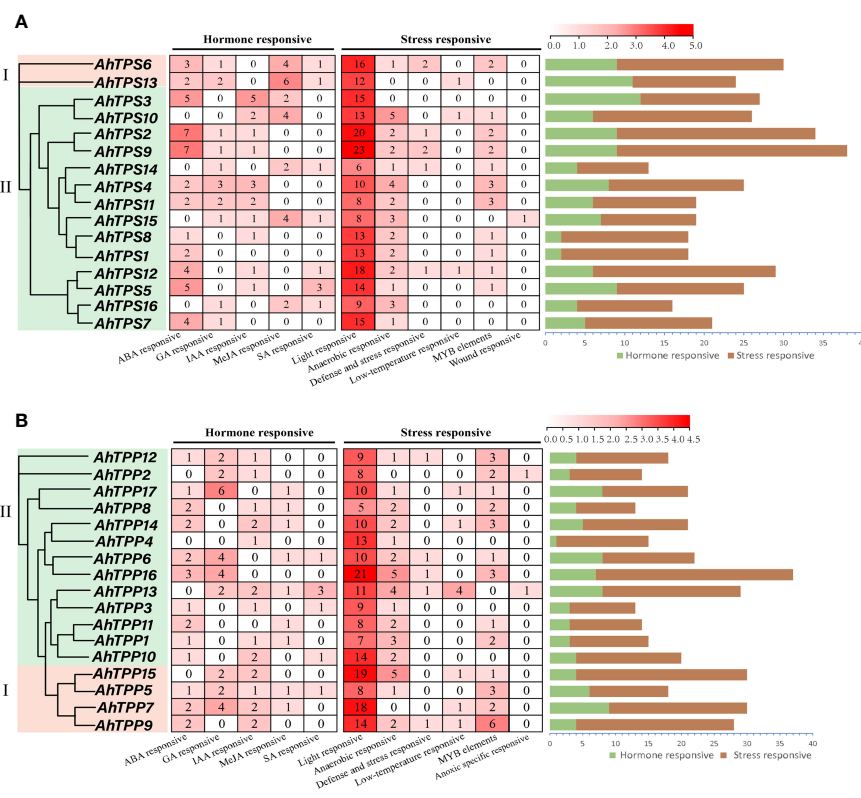 A
Hormone responsive Stress responsive
0.0 1.0 2.0 3.0 4.0 5.0
I
II
AhTPS6 3 1 0 4 1 16 1 2 0 2 0
AhTPS13 2 2 0 6 1 12 0 0 1 0 0
AhTPS3 5 0 5 2 0 15 0 0 0 0 0
AhTPS10 0 0 2 4 0 13 5 0 1 1 0
AhTPS2 7 1 1 0 0 20 2 1 0 2 0
AhTPS9 7 1 1 0 0 23 2 2 0 2 0
AhTPS14 0 1 0 2 1 6 1 1 0 1 0
AhTPS4 2 3 3 0 0 10 4 0 0 3 0
AhTPS11 2 2 2 0 0 8 2 0 0 3 0
AhTPS15 0 1 1 4 1 8 3 0 0 0 1
AhTPS8 1 0 1 0 0 13 2 0 0 1 0
AhTPS1 2 0 0 0 0 13 2 0 0 1 0
AhTPS12 4 0 1 0 1 18 2 1 1 1 0
AhTPS5 5 0 1 0 3 14 1 0 0 1 0
AhTPS16 0 1 0 2 1 9 3 0 0 0 0
AhTPS7 4 1 0 0 0 15 1 0 0 0 0
ABA responsive GA responsive IAA responsive MeJA responsive SA responsive Light responsive Anaerobic responsive Defense and stress responsive Low-temperature responsive MYB elements Wound responsive
0 5 10 15 20 25 30 35
Hormone responsive Stress responsive
B
Hormone responsive Stress responsive
0.0 0.5 1.0 1.5 2.0 2.5 3.0 3.5 4.0 4.5
II
I
AhTPP12 1 2 1 0 0 9 1 1 0 3 0
AhTPP2 0 2 1 0 0 8 0 0 0 2 1
AhTPP17 1 6 0 1 0 10 1 0 1 1 0
AhTPP8 2 0 1 1 0 5 2 0 0 2 0
AhTPP14 2 0 2 1 0 10 2 0 1 3 0
AhTPP4 0 0 1 0 0 13 1 0 0 0 0
AhTPP6 2 4 0 1 1 10 2 1 0 1 0
AhTPP16 3 4 0 0 0 21 5 1 0 3 0
AhTPP13 0 2 2 1 3 11 4 1 4 0 1
AhTPP3 1 0 1 0 1 9 1 0 0 0 0
AhTPP11 2 0 0 1 0 8 2 0 0 1 0
AhTPP1 1 0 1 1 0 7 3 0 0 2 0
AhTPP10 1 0 2 0 1 14 2 0 0 0 0
AhTPP15 0 2 2 0 0 19 5 0 1 1 0
AhTPP5 1 2 1 1 1 8 1 0 0 3 0
AhTPP7 2 4 2 1 0 18 0 0 1 2 0
AhTPP9 2 0 2 0 0 14 2 1 1 6 0
ABA responsive GA responsive IAA responsive MeJA responsive SA responsive Light responsive Anaerobic responsive Defense and stress responsive Low-temperature responsive MYB elements Anoxic specific responsive
0 5 10 15 20 25 30 35 40
Hormone responsive Stress responsive